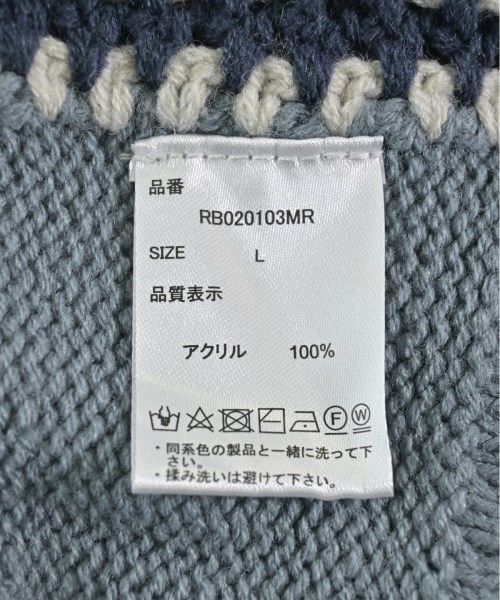 品番
RB020103MR
SIZE L
品質表示
アクリル 100%
F W
・同系色の製品と一緒に洗って下
さい。
・揉み洗いは避けて下さい。